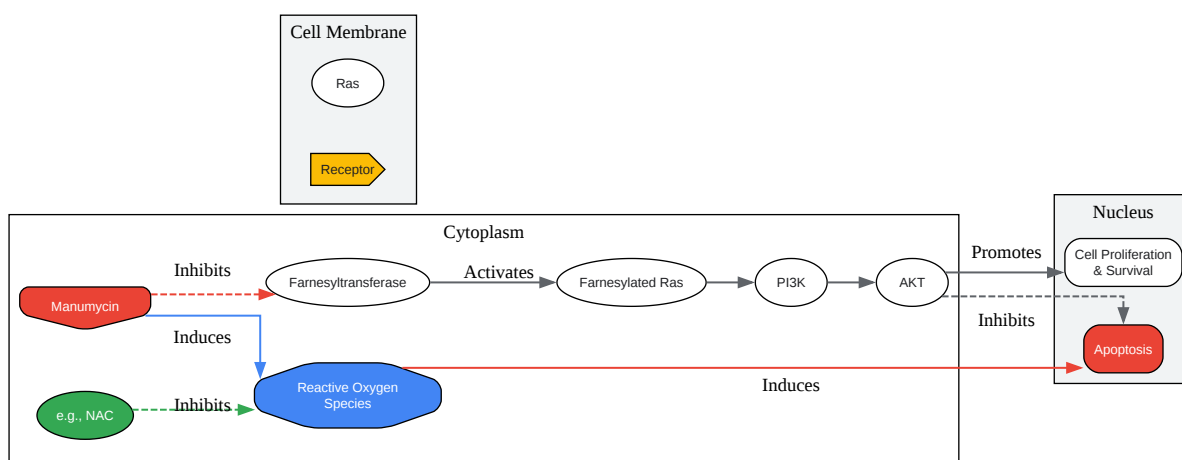 Cell Membrane
Ras
Receptor
Cytoplasm
Nucleus
Inhibits
Farnesyltransferase
Activates
Farnesylated Ras
PI3K
AKT
Promotes
Cell Proliferation
& Survival
Manumycin
Induces
Inhibits
Apoptosis
Reactive Oxygen
Species
Induces
e.g., NAC
Inhibits